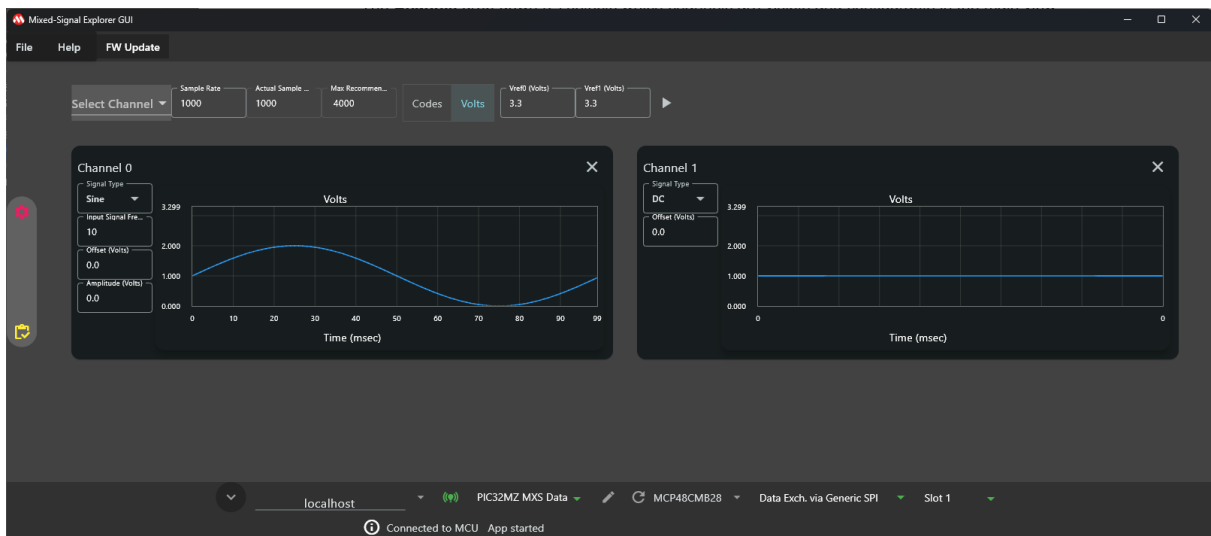 Mixed-Signal Explorer GUI
File Help FW Update
Select Channel
Sample Rate
1000
Actual Sample ...
1000
Max Recommen...
4000
Codes Volts
Vref0 (Volts)
3.3
Vref1 (Volts)
3.3
Channel 0
Signal Type
Sine
Input Signal Fre...
10
Offset (Volts)
0.0
Amplitude (Volts)
0.0
Volts
3.299
2.000
1.000
0.000
0 10 20 30 40 50 60 70 80 90 99
Time (msec)
Channel 1
Signal Type
DC
Offset (Volts)
0.0
Volts
3.299
2.000
1.000
0.000
0 0
Time (msec)
localhost PIC32MZ MXS Data MCP48CMB28 Data Exch. via Generic SPI Slot 1
Connected to MCU App started